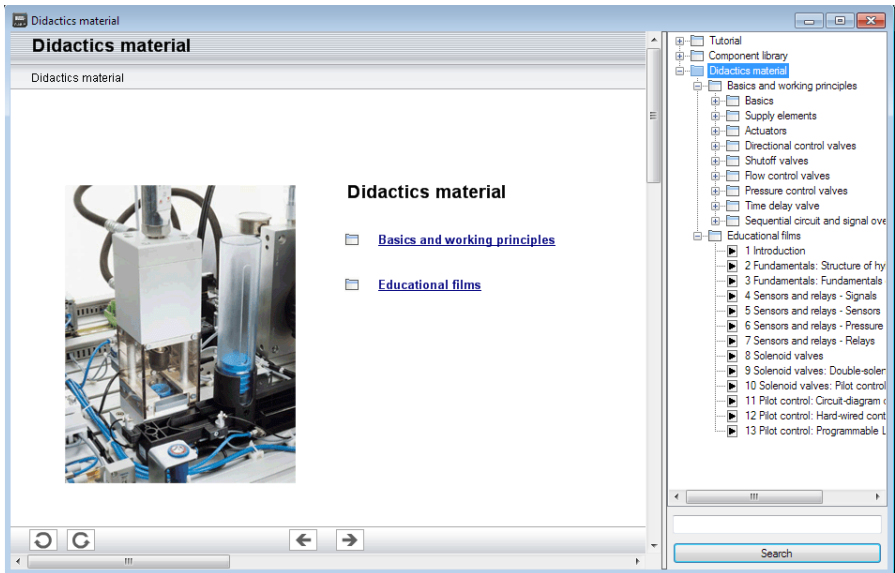 Didactics material
Didactics material
Didactics material
Didactics material
Basics and working principles
Educational films
Tutorial
Component library
Didactics material
Basics and working principles
Basics
Supply elements
Actuators
Directional control valves
Shutoff valves
Flow control valves
Pressure control valves
Time delay valve
Sequential circuit and signal ove
Educational films
1 Introduction
2 Fundamentals: Structure of hy
3 Fundamentals: Fundamentals
4 Sensors and relays - Signals
5 Sensors and relays - Sensors
6 Sensors and relays - Pressure
7 Sensors and relays - Relays
8 Solenoid valves
9 Solenoid valves: Double-solen
10 Solenoid valves: Pilot control
11 Pilot control: Circuit-diagram
12 Pilot control: Hard-wired cont
13 Pilot control: Programmable L
Search